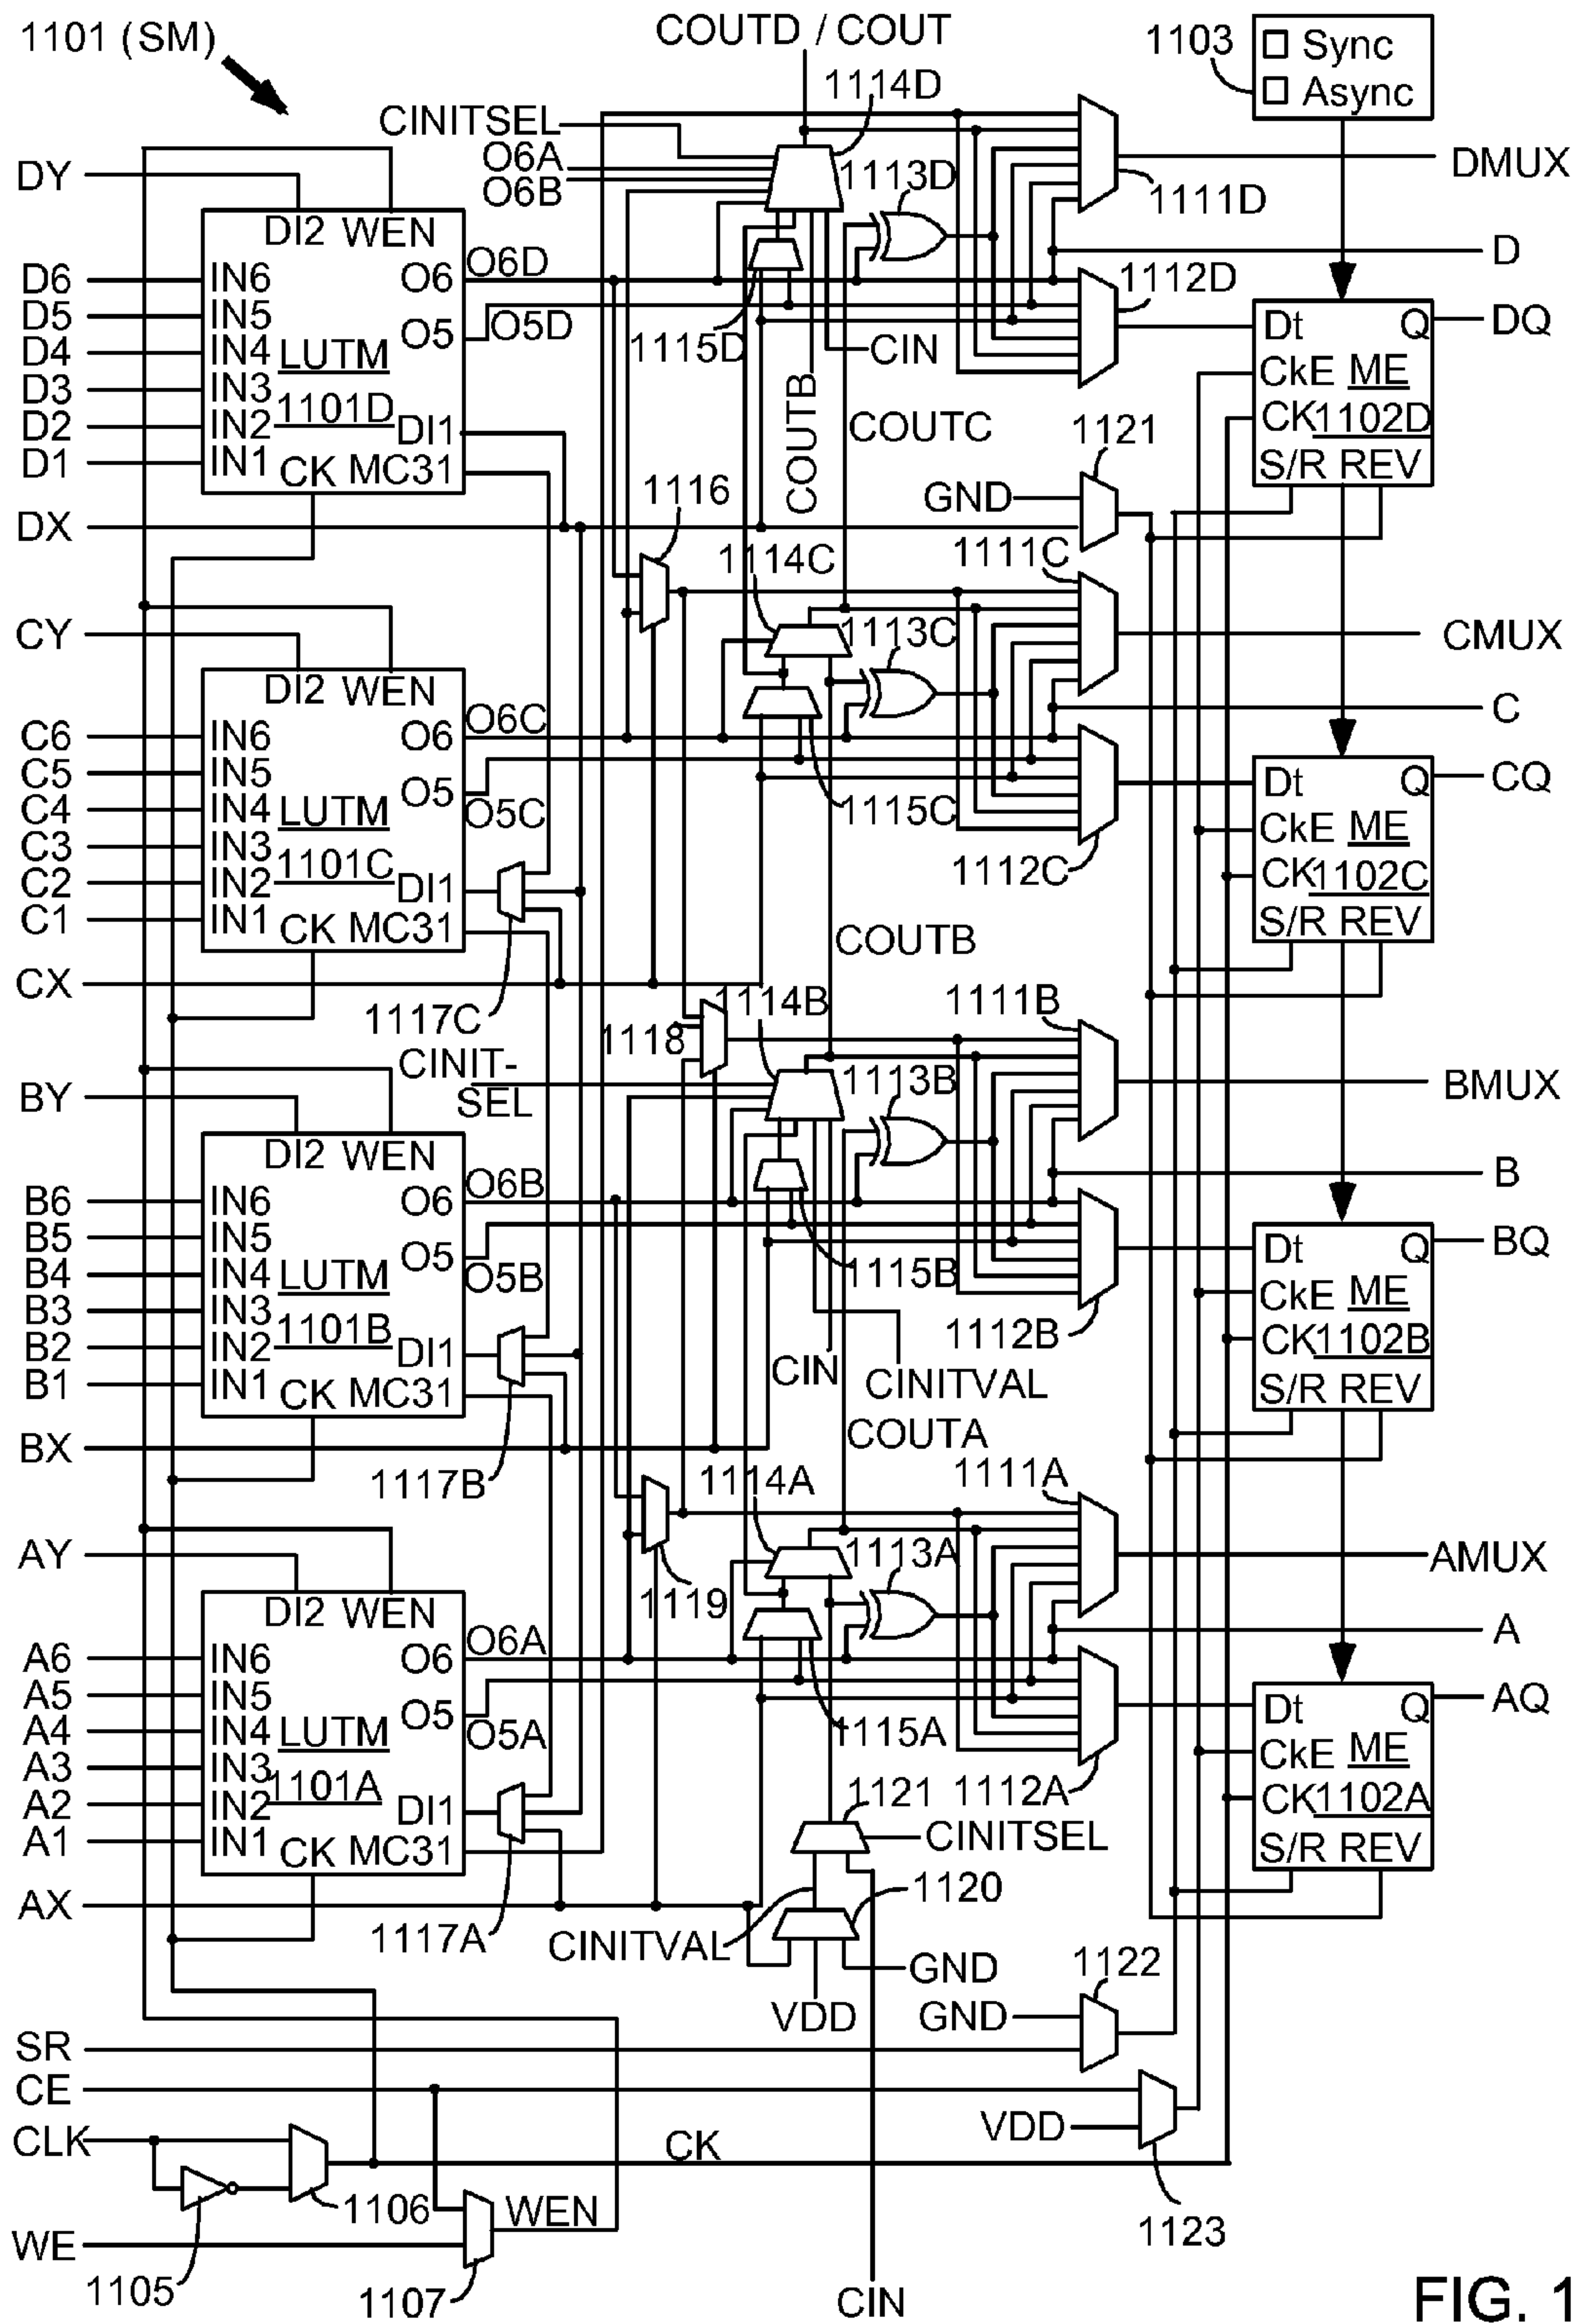 1101 (SM)
COUTD / COUT
1103
Sync
Async
1114D
CINITSEL
O6A
O6B
1113D
DMUX
1111D
DY
DI2 WEN
D6
D5
D4
D3
D2
D1
IN6
IN5
IN4
IN3
IN2
IN1
LUTM
1101D
O6
O5
DI1
CK MC31
O6D
O5D
1115D
COUTB
CIN
COUTC
1112D
D
Dt
Q
DQ
CkE ME
CK 1102D
S/R REV
1121
GND
DX
1116
1114C
1111C
1113C
CMUX
CY
DI2 WEN
C6
C5
C4
C3
C2
C1
IN6
IN5
IN4
IN3
IN2
IN1
LUTM
1101C
O6
O5
DI1
CK MC31
O6C
O5C
1115C
1112C
C
Dt
Q
CQ
CkE ME
CK 1102C
S/R REV
COUTB
CX
1117C
1118
1114B
1111B
CINIT-
SEL
1113B
BMUX
BY
DI2 WEN
B6
B5
B4
B3
B2
B1
IN6
IN5
IN4
IN3
IN2
IN1
LUTM
1101B
O6
O5
DI1
CK MC31
O6B
O5B
1115B
1112B
B
Dt
Q
BQ
CkE ME
CK 1102B
S/R REV
CIN
CINITVAL
COUTA
BX
1117B
1114A
1111A
1113A
1119
AMUX
AY
DI2 WEN
A6
A5
A4
A3
A2
A1
IN6
IN5
IN4
IN3
IN2
IN1
LUTM
1101A
O6
O5
DI1
CK MC31
O6A
O5A
1115A
1112A
A
Dt
Q
AQ
CkE ME
CK 1102A
S/R REV
1121
CINITSEL
AX
1117A
1120
CINITVAL
GND
VDD
1122
GND
SR
CE
VDD
CLK
CK
1106
WEN
WE
1105
1107
1123
CIN
FIG. 1